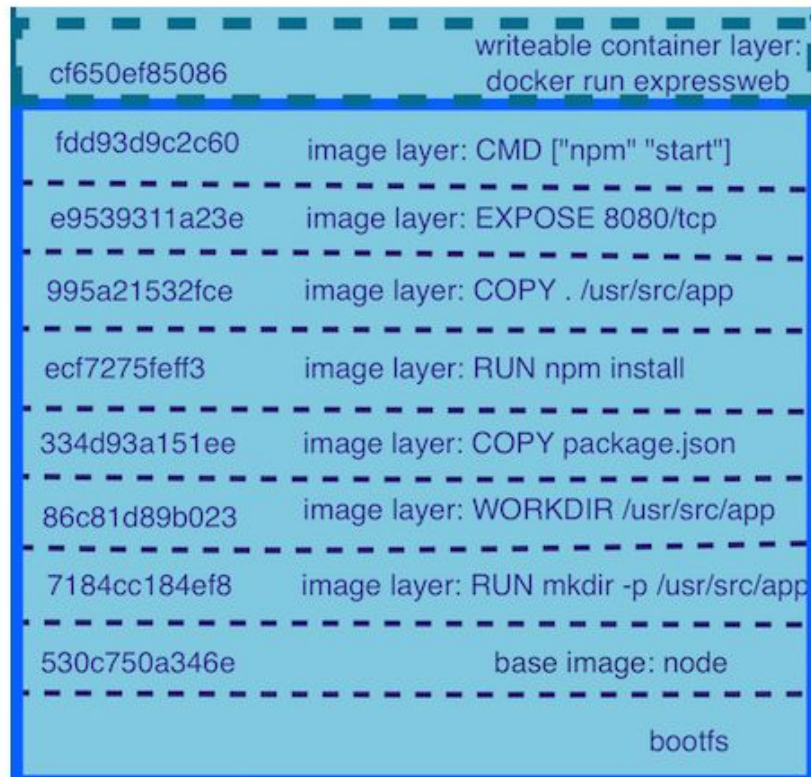 writeable container layer:
cf650ef85086 docker run expressweb
fdd93d9c2c60 image layer: CMD ["npm" "start"]
e9539311a23e image layer: EXPOSE 8080/tcp
995a21532fce image layer: COPY . /usr/src/app
ecf7275feff3 image layer: RUN npm install
334d93a151ee image layer: COPY package.json
86c81d89b023 image layer: WORKDIR /usr/src/app
7184cc184ef8 image layer: RUN mkdir -p /usr/src/app
530c750a346e base image: node
bootfs